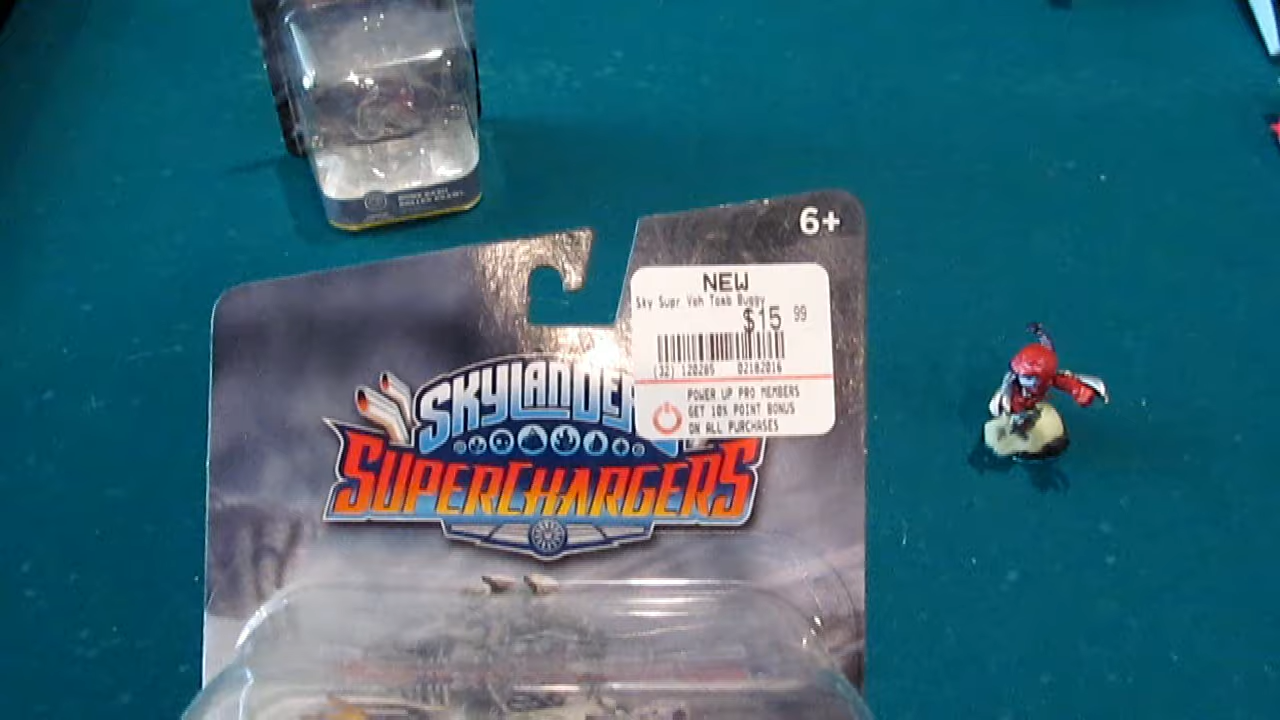 6+
NEW
Sky Supr Veh Tomb Buggy
$15 99
(32) 120285 02182016
POWER UP PRO MEMBERS
GET 10% POINT BONUS
ON ALL PURCHASES
SKYLANDER
SUPERCHARGERS